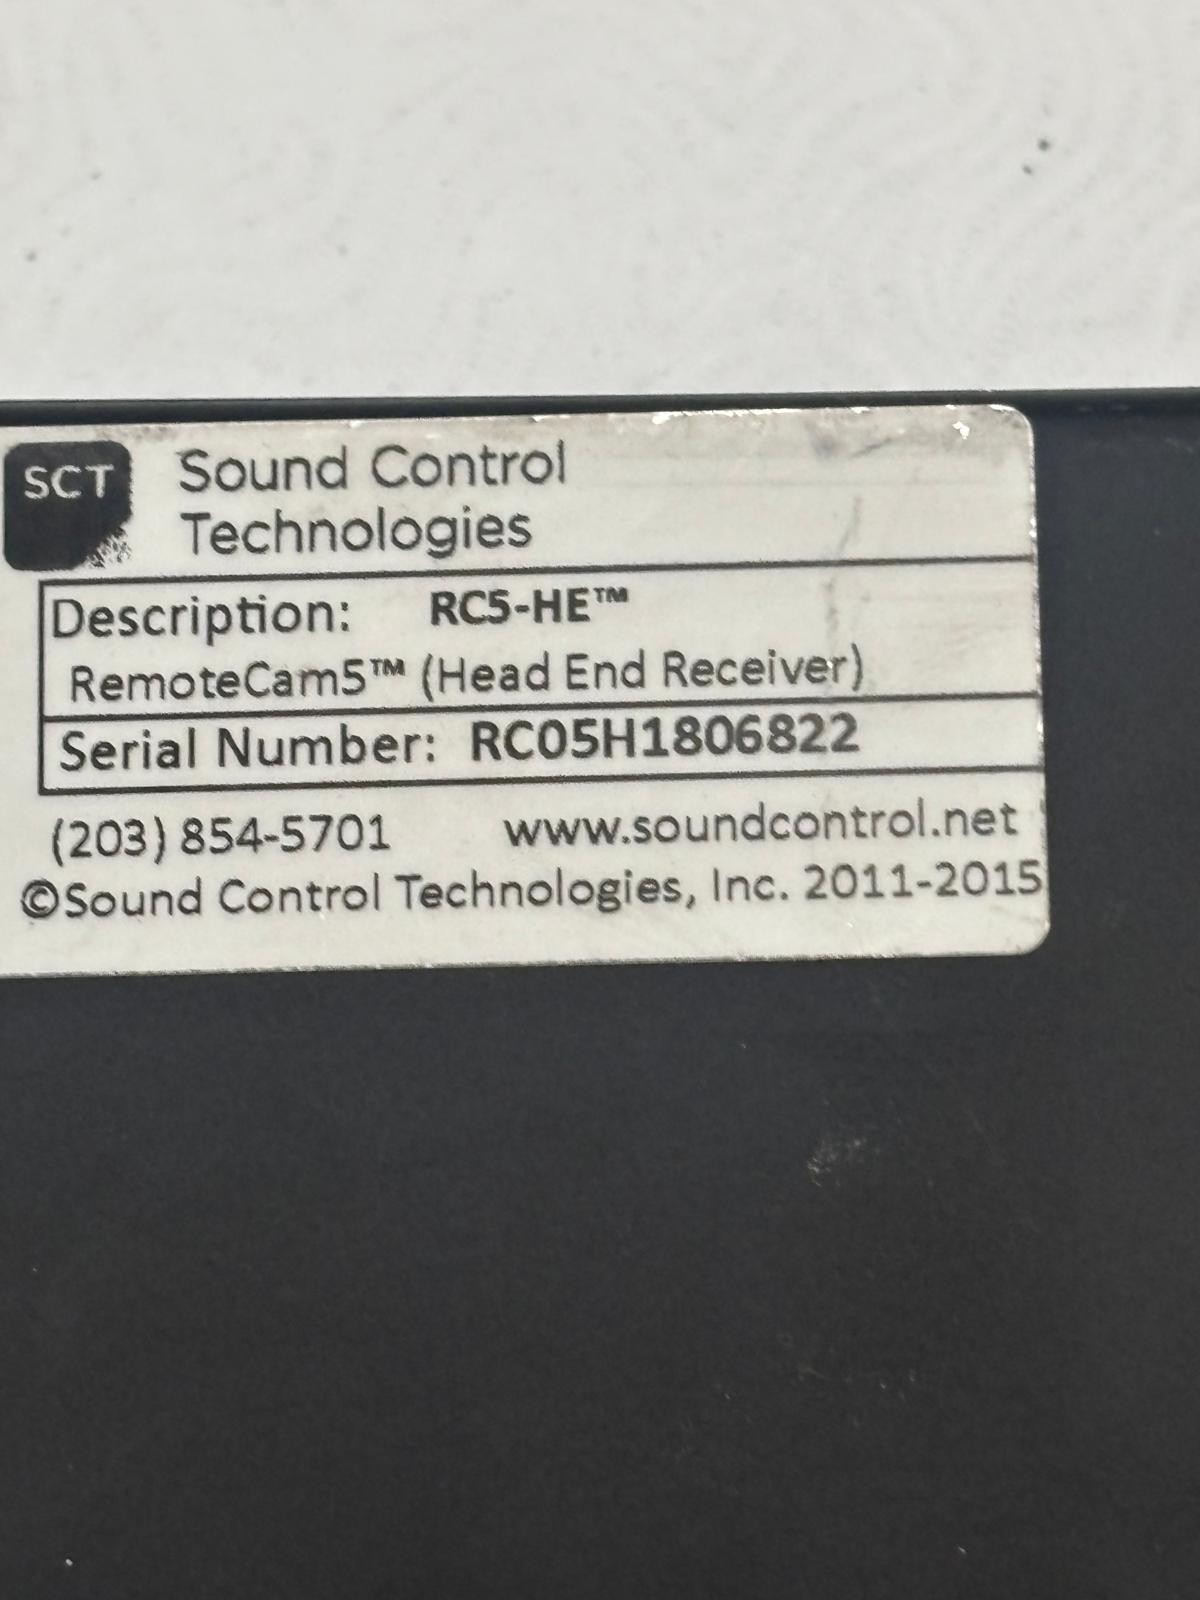 SCT
Sound Control
Technologies
Description: RC5-HE™
RemoteCam5™ (Head End Receiver)
Serial Number: RC05H1806822
(203) 854-5701 www.soundcontrol.net
©Sound Control Technologies, Inc. 2011-2015